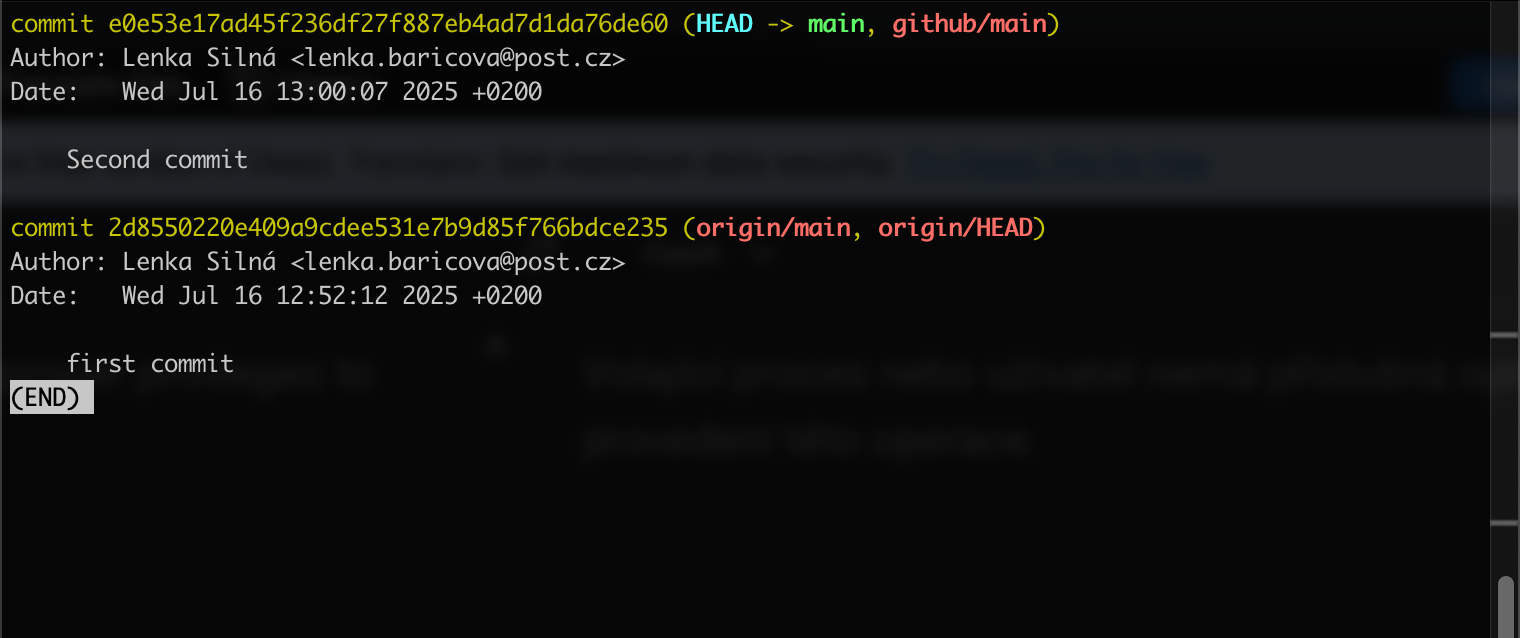 commit e0e53e17ad45f236df27f887eb4ad7d1da76de60 (HEAD -> main, github/main)
Author: Lenka Silná <lenka.baricova@post.cz>
Date:   Wed Jul 16 13:00:07 2025 +0200
Second commit
commit 2d8550220e409a9cdee531e7b9d85f766bdce235 (origin/main, origin/HEAD)
Author: Lenka Silná <lenka.baricova@post.cz>
Date:   Wed Jul 16 12:52:12 2025 +0200
first commit
(END)